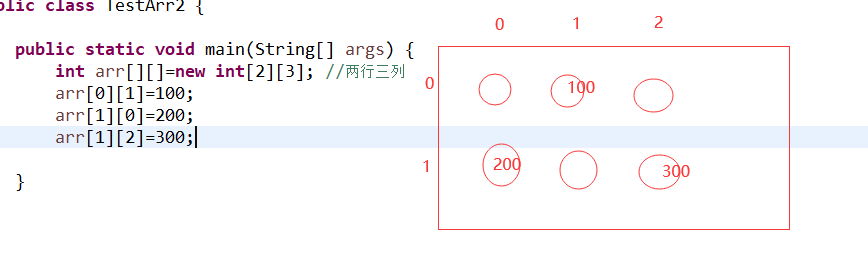 blic class TestArr2 {
0 1 2
public static void main(String[] args) {
int arr[][]=new int[2][3]; //两行三列
0 100
arr[0][1]=100;
arr[1][0]=200;
arr[1][2]=300;
1 200 300
}